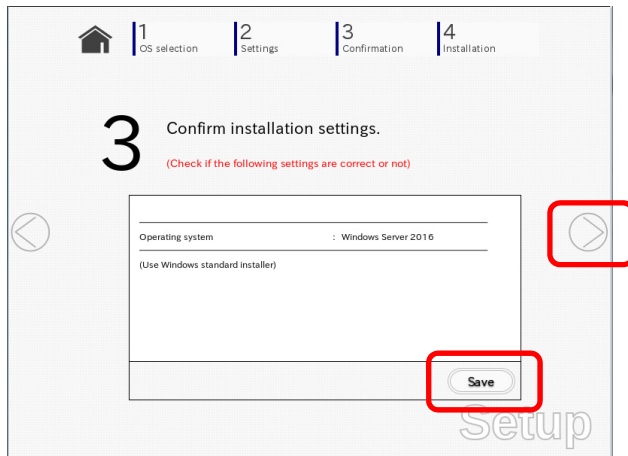 1
OS selection
2
Settings
3
Confirmation
4
Installation
3
Confirm installation settings.
(Check if the following settings are correct or not)
Operating system : Windows Server 2016
(Use Windows standard installer)
Save
Setup